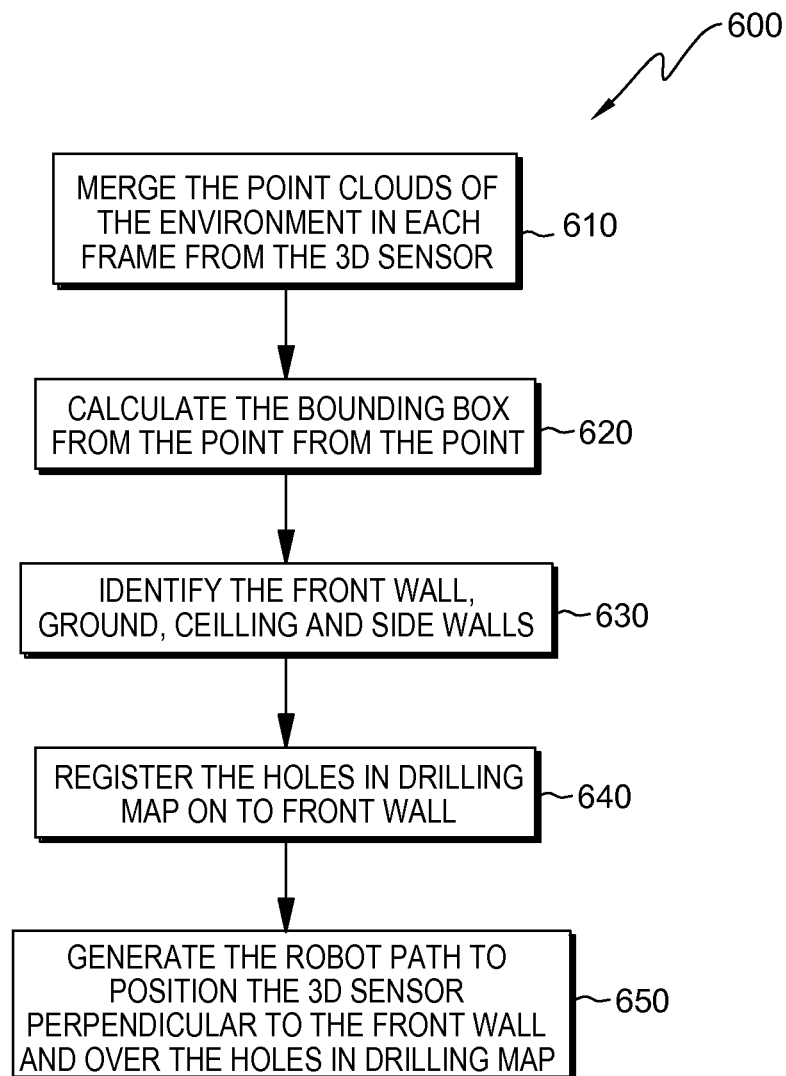 600
MERGE THE POINT CLOUDS OF
THE ENVIRONMENT IN EACH
FRAME FROM THE 3D SENSOR
610
CALCULATE THE BOUNDING BOX
FROM THE POINT FROM THE POINT
620
IDENTIFY THE FRONT WALL,
GROUND, CEILLING AND SIDE WALLS
630
REGISTER THE HOLES IN DRILLING
MAP ON TO FRONT WALL
640
GENERATE THE ROBOT PATH TO
POSITION THE 3D SENSOR
PERPENDICULAR TO THE FRONT WALL
AND OVER THE HOLES IN DRILLING MAP
650